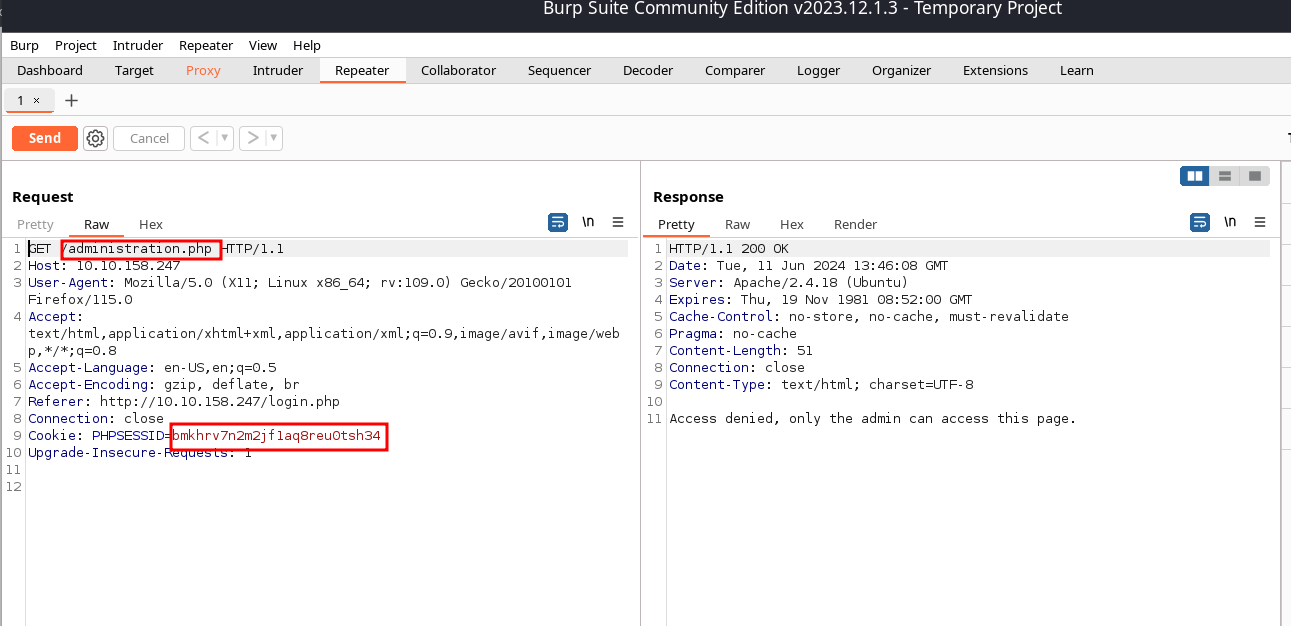 Burp Suite Community Edition v2023.12.1.3 - Temporary Project
Burp Project Intruder Repeater View Help
Dashboard Target Proxy Intruder Repeater Collaborator Sequencer Decoder Comparer Logger Organizer Extensions Learn
1 × +
Send Cancel < ▼ > ▼
Request
Pretty Raw Hex \n
1 GET /administration.php HTTP/1.1
2 Host: 10.10.158.247
3 User-Agent: Mozilla/5.0 (X11; Linux x86_64; rv:109.0) Gecko/20100101
Firefox/115.0
4 Accept:
text/html,application/xhtml+xml,application/xml;q=0.9,image/avif,image/web
p,*/*;q=0.8
5 Accept-Language: en-US,en;q=0.5
6 Accept-Encoding: gzip, deflate, br
7 Referer: http://10.10.158.247/login.php
8 Connection: close
9 Cookie: PHPSESSID=bmkhrv7n2m2jf1aq8reu0tsh34
10 Upgrade-Insecure-Requests: 1
11
12
Response
Pretty Raw Hex Render \n
1 HTTP/1.1 200 OK
2 Date: Tue, 11 Jun 2024 13:46:08 GMT
3 Server: Apache/2.4.18 (Ubuntu)
4 Expires: Thu, 19 Nov 1981 08:52:00 GMT
5 Cache-Control: no-store, no-cache, must-revalidate
6 Pragma: no-cache
7 Content-Length: 51
8 Connection: close
9 Content-Type: text/html; charset=UTF-8
10
11 Access denied, only the admin can access this page.